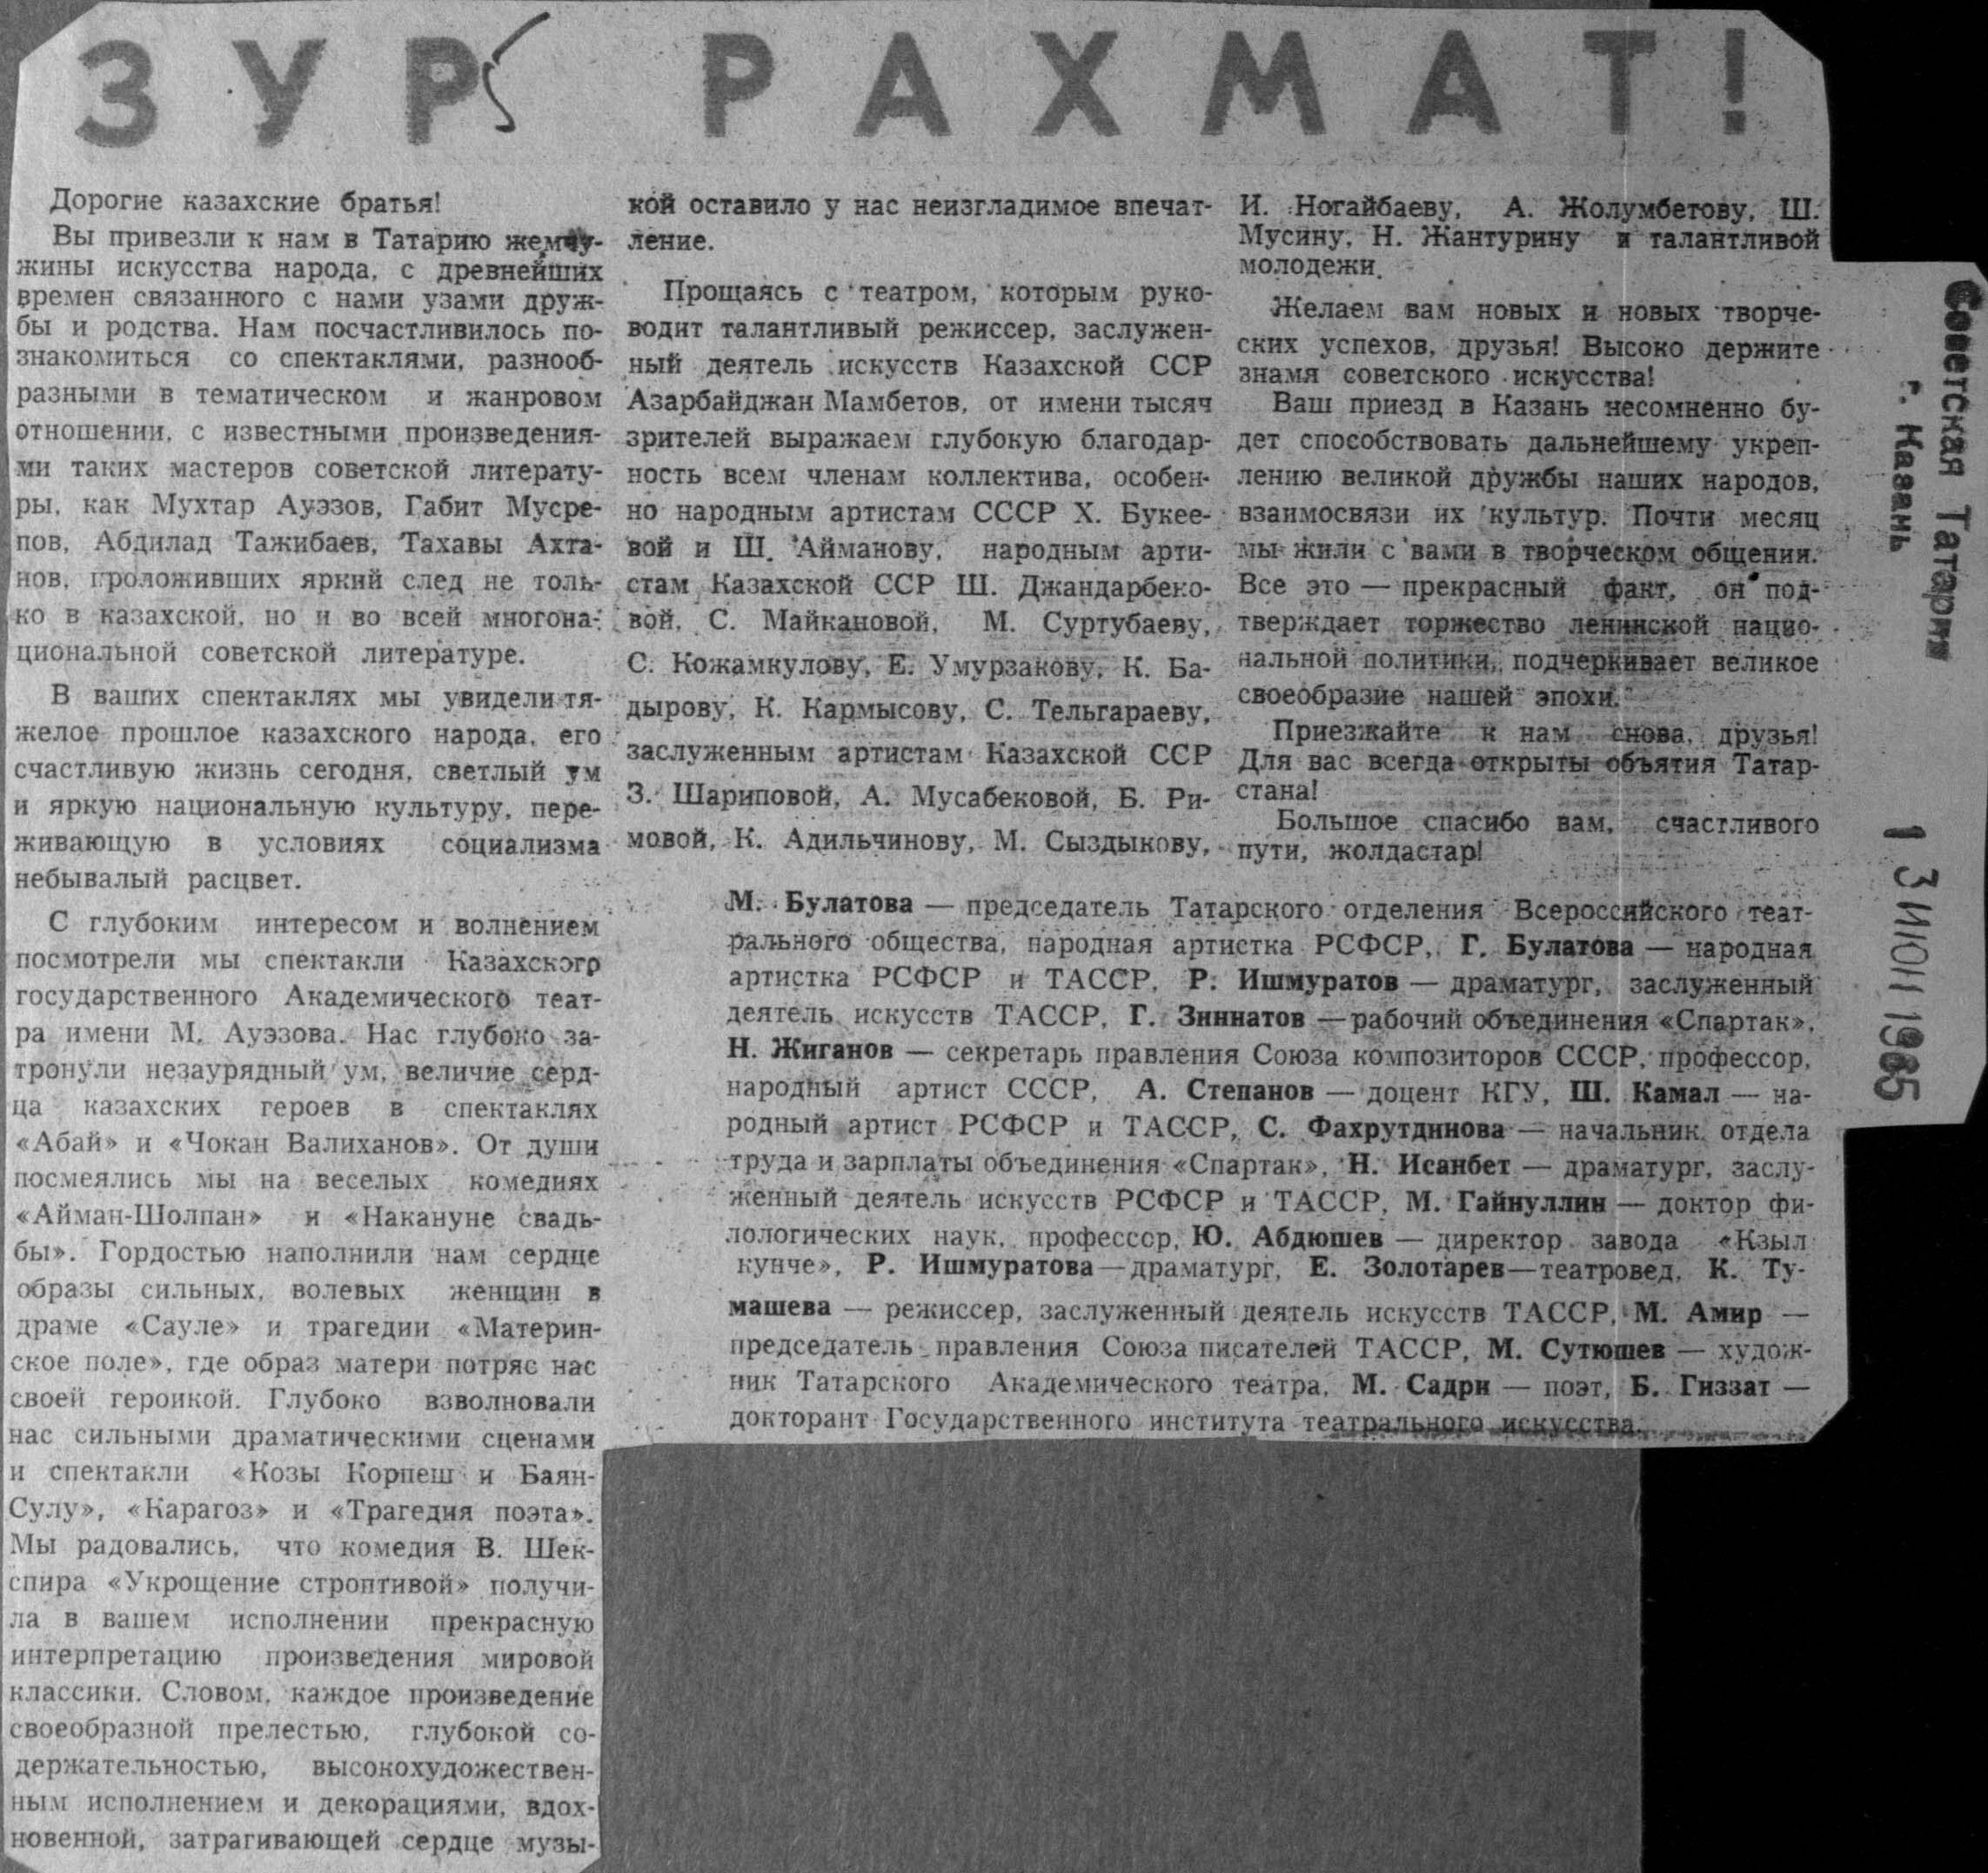 ЗУР РАХМАТ!
Дорогие казахские братья!
Вы привезли к нам в Татарию жемчу-
жины искусства народа, с древнейших
времен связанного с нами узами друж-
бы и родства. Нам посчастливилось по-
знакомиться со спектаклями, разнооб-
разными в тематическом и жанровом
отношении, с известными произведения-
ми таких мастеров советской литерату-
ры, как Мухтар Ауэзов, Габит Мусре-
пов, Абдилад Тажибаев, Тахавы Ахта-
нов, проложивших яркий след не толь-
ко в казахской, но и во всей многона-
циональной советской литературе.
В ваших спектаклях мы увидели тя-
желое прошлое казахского народа, его
счастливую жизнь сегодня, светлый ум
и яркую национальную культуру, пере-
живающую в условиях социализма
небывалый расцвет.
С глубоким интересом и волнением
посмотрели мы спектакли Казахского
государственного Академического теат-
ра имени М. Ауэзова. Нас глубоко за-
тронули незаурядный ум, величие серд-
ца казахских героев в спектаклях
«Абай» и «Чокан Валиханов». От души
посмеялись мы на веселых комедиях
«Айман-Шолпан» и «Накануне свадь-
бы». Гордостью наполнили нам сердце
образы сильных, волевых женщин в
драме «Сауле» и трагедии «Материн-
ское поле», где образ матери потряс нас
своей героикой. Глубоко взволновали
нас сильными драматическими сценами
и спектакли «Козы Корпеш и Баян-
Сулу», «Карагоз» и «Трагедия поэта».
Мы радовались, что комедия В. Шек-
спира «Укрощение строптивой» получи-
ла в вашем исполнении прекрасную
интерпретацию произведения мировой
классики. Словом, каждое произведение
своеобразной прелестью, глубокой со-
держательностью, высокохудожествен-
ным исполнением и декорациями, вдох-
новенной, затрагивающей сердце музы-
кой оставило у нас неизгладимое впечат-
ление.
Прощаясь с театром, которым руко-
водит талантливый режиссер, заслужен-
ный деятель искусств Казахской ССР
Азарбайджан Мамбетов, от имени тысяч
зрителей выражаем глубокую благодар-
ность всем членам коллектива, особен-
но народным артистам СССР Х. Букее-
вой и Ш. Айманову, народным арти-
стам Казахской ССР Ш. Джандарбеко-
вой, С. Майкановой, М. Суртубаеву,
С. Кожамкулову, Е. Умурзакову, К. Ба-
дырову, К. Кармысову, С. Тельгараеву,
заслуженным артистам Казахской ССР
З. Шариповой, А. Мусабековой, Б. Ри-
мовой, К. Адильчинову, М. Сыздыкову,
И. Ногайбаеву, А. Жолумбетову, Ш.
Мусину, Н. Жантурину и талантливой
молодежи.
Желаем вам новых и новых творче-
ских успехов, друзья! Высоко держите
знамя советского искусства!
Ваш приезд в Казань несомненно бу-
дет способствовать дальнейшему укреп-
лению великой дружбы наших народов,
взаимосвязи их культур. Почти месяц
мы жили с вами в творческом общении.
Все это — прекрасный факт, он под-
тверждает торжество ленинской нацио-
нальной политики, подчеркивает великое
своеобразие нашей эпохи.
Приезжайте к нам снова, друзья!
Для вас всегда открыты объятия Татар-
стана!
Большое спасибо вам, счастливого
пути, жолдастар!
М. Булатова — председатель Татарского отделения Всероссийского теат-
рального общества, народная артистка РСФСР, Г. Булатова — народная
артистка РСФСР и ТАССР, Р. Ишмуратов — драматург, заслуженный
деятель искусств ТАССР, Г. Зиннатов — рабочий объединения «Спартак»,
Н. Жиганов — секретарь правления Союза композиторов СССР, профессор,
народный артист СССР, А. Степанов — доцент КГУ, Ш. Камал — на-
родный артист РСФСР и ТАССР, С. Фахрутдинова — начальник отдела
труда и зарплаты объединения «Спартак», Н. Исанбет — драматург, заслу-
женный деятель искусств РСФСР и ТАССР, М. Гайнуллин — доктор фи-
лологических наук, профессор, Ю. Абдюшев — директор завода «Кзыл
кунче», Р. Ишмуратова — драматург, Е. Золотарев — театровед, К. Ту-
машева — режиссер, заслуженный деятель искусств ТАССР, М. Амир —
председатель правления Союза писателей ТАССР, М. Сутюшев — худож-
ник Татарского Академического театра, М. Садри — поэт, Б. Гиззат —
докторант Государственного института театрального искусства.
Советская Татария
г. Казань
1 3 ИЮН 1965